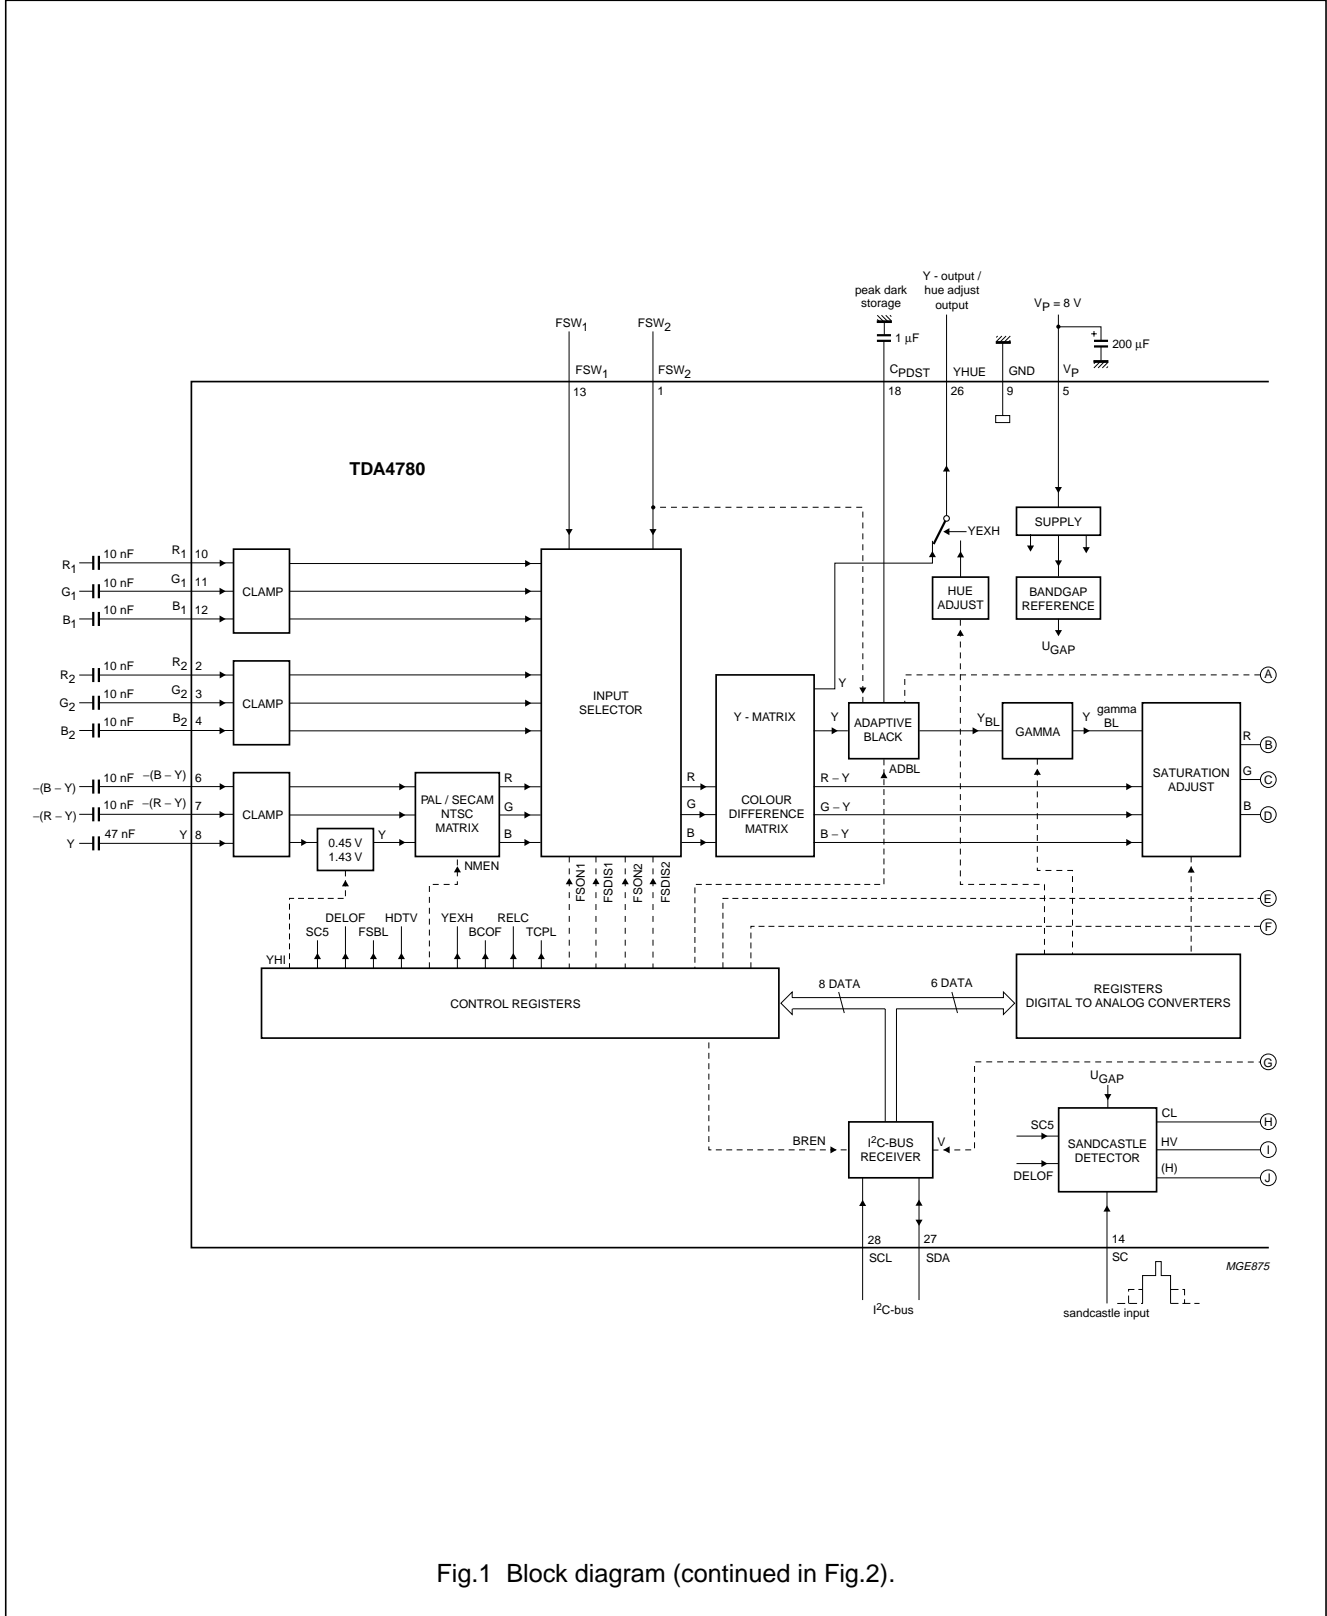 Y - output /
hue adjust
output
peak dark
storage
VP = 8 V
FSW1
FSW2
1 µF
+
200 µF
FSW1
FSW2
CPDST
YHUE
GND
VP
13
1
18
26
9
5
TDA4780
YEXH
SUPPLY
HUE
ADJUST
BANDGAP
REFERENCE
UGAP
R1
10 nF
R1
10
G1
10 nF
G1
11
B1
10 nF
B1
12
CLAMP
R2
10 nF
R2
2
G2
10 nF
G2
3
B2
10 nF
B2
4
CLAMP
INPUT
SELECTOR
A
Y
Y - MATRIX
Y
ADAPTIVE
BLACK
YBL
GAMMA
Y
gamma
BL
R
B
ADBL
–(B – Y)
10 nF
–(B – Y)
6
–(R – Y)
10 nF
–(R – Y)
7
Y
47 nF
Y
8
CLAMP
0.45 V
1.43 V
Y
PAL / SECAM
NTSC
MATRIX
R
G
B
NMEN
R
G
B
COLOUR
DIFFERENCE
MATRIX
R – Y
G – Y
B – Y
SATURATION
ADJUST
G
C
B
D
FSON1
FSDIS1
FSON2
FSDIS2
E
F
YHI
SC5
DELOF
FSBL
HDTV
YEXH
BCOF
RELC
TCPL
CONTROL REGISTERS
8 DATA
6 DATA
REGISTERS
DIGITAL TO ANALOG CONVERTERS
G
UGAP
BREN
I2C-BUS
RECEIVER
V
SC5
DELOF
SANDCASTLE
DETECTOR
CL
H
HV
I
(H)
J
28
27
14
SCL
SDA
SC
MGE875
I2C-bus
sandcastle input
Fig.1 Block diagram (continued in Fig.2).